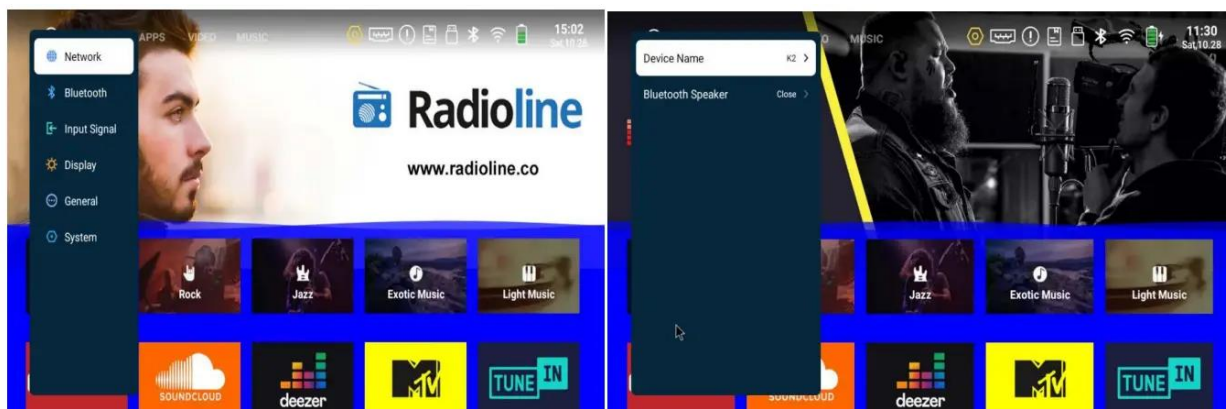 APPS VIDEO MUSIC
15:02
Sat,10.28
Network
Bluetooth
Input Signal
Display
General
System
Radioline
www.radioline.co
Rock
Jazz
Exotic Music
Light Music
SOUNDCLOUD
deezer
MTV
TUNE IN
MUSIC
11:30
Sat,10.28
Device Name K2 >
Bluetooth Speaker Close >
Jazz
Exotic Music
Light Music
SOUNDCLOUD
deezer
MTV
TUNE IN